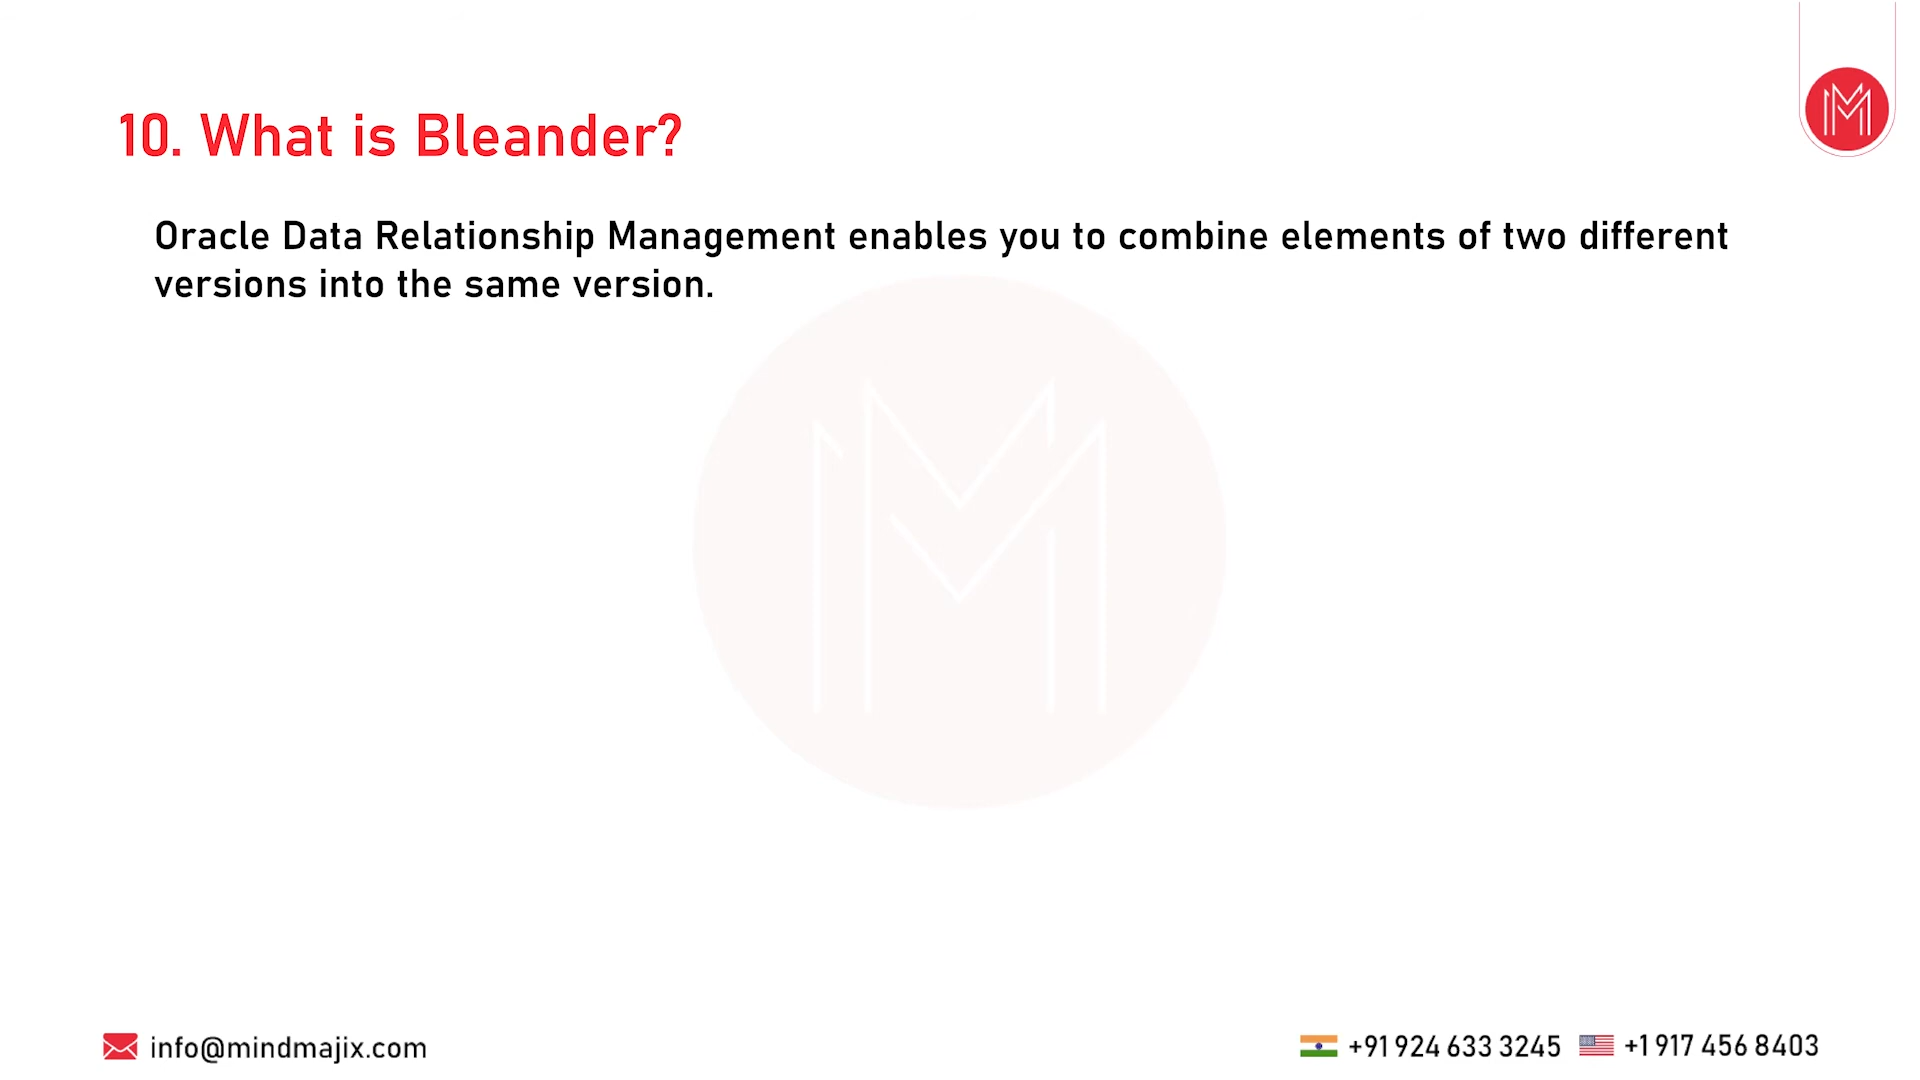 10. What is Bleander?
Oracle Data Relationship Management enables you to combine elements of two different
versions into the same version.
info@mindmajix.com
+91 924 633 3245
+1 917 456 8403